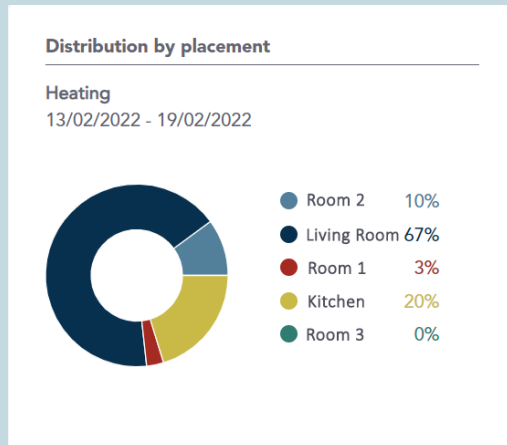 Distribution by placement
Heating
13/02/2022 - 19/02/2022
Room 2 10%
Living Room 67%
Room 1 3%
Kitchen 20%
Room 3 0%